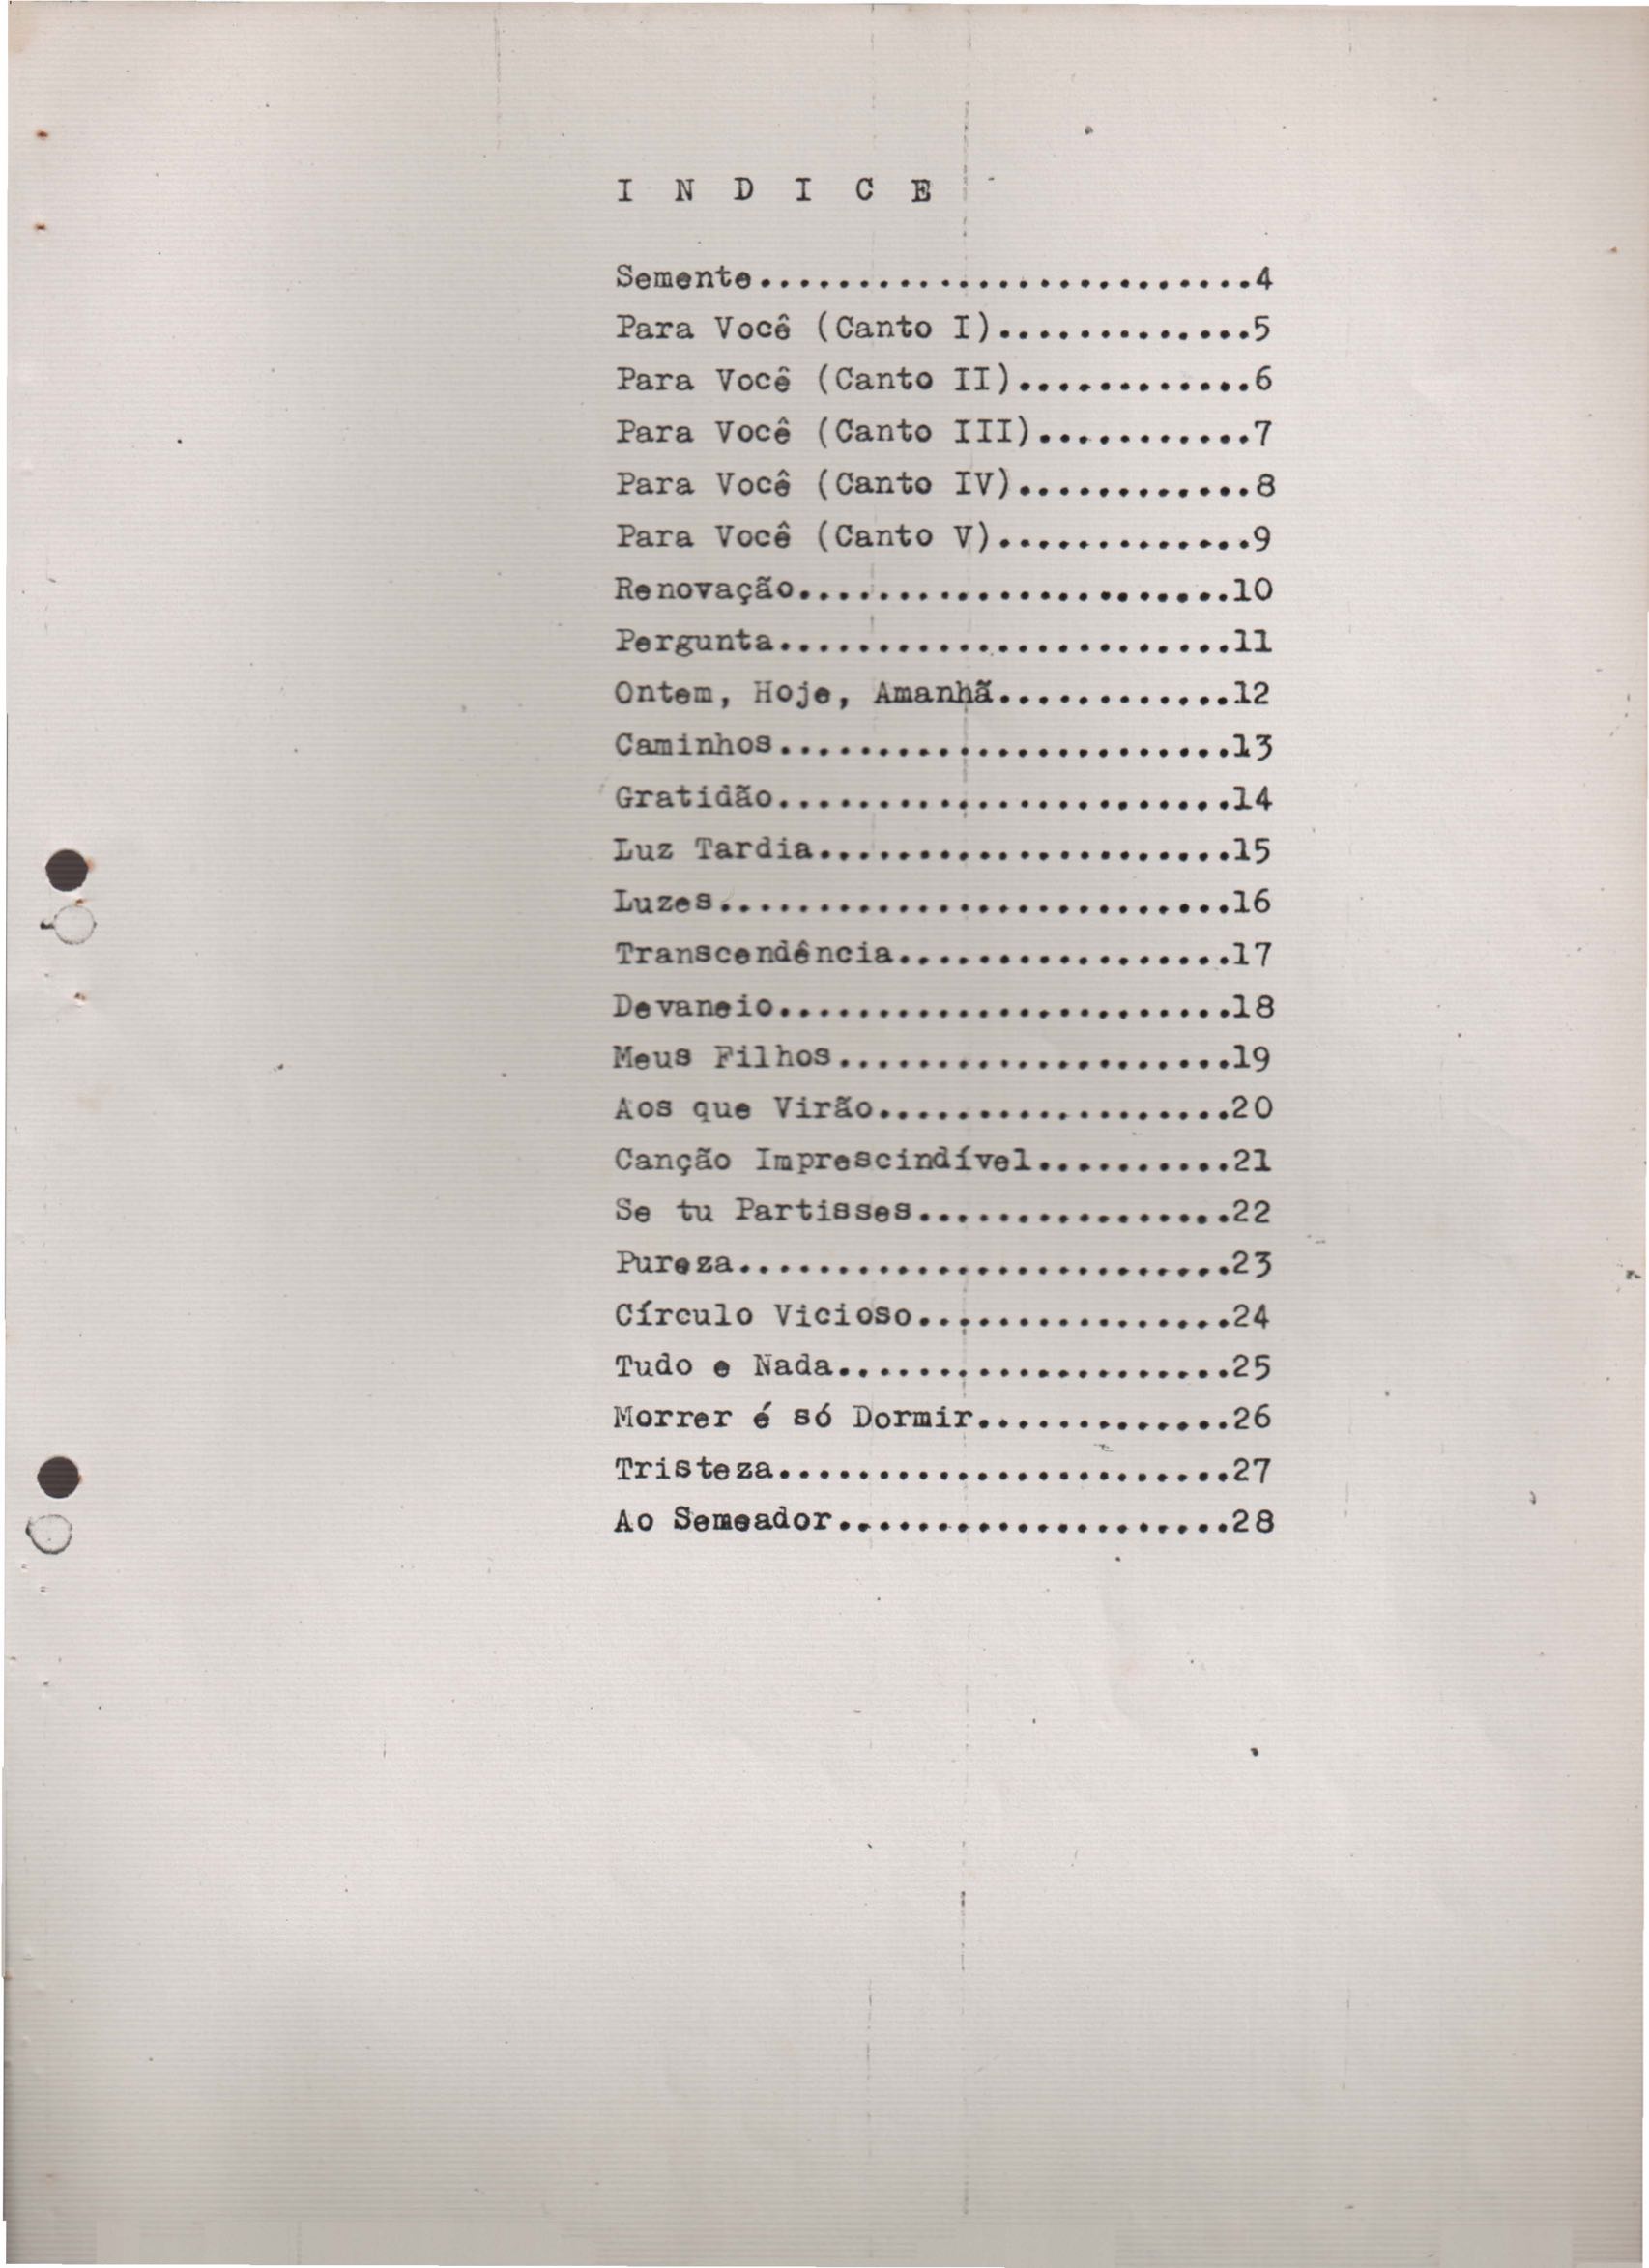 I N D I C E
Semente.........................4
Para Você (Canto I).............5
Para Você (Canto II)............6
Para Você (Canto III)...........7
Para Você (Canto IV)............8
Para Você (Canto V).............9
Renovação......................10
Pergunta.......................11
Ontem, Hoje, Amanhã............12
Caminhos.......................13
Gratidão.......................14
Luz Tardia.....................15
Luzes..........................16
Transcendência.................17
Devaneio.......................18
Meus Filhos....................19
Aos que Virão..................20
Canção Imprescindível..........21
Se tu Partisses................22
Pureza.........................23
Círculo Vicioso................24
Tudo e Nada....................25
Morrer é só Dormir.............26
Tristeza.......................27
Ao Semeador....................28